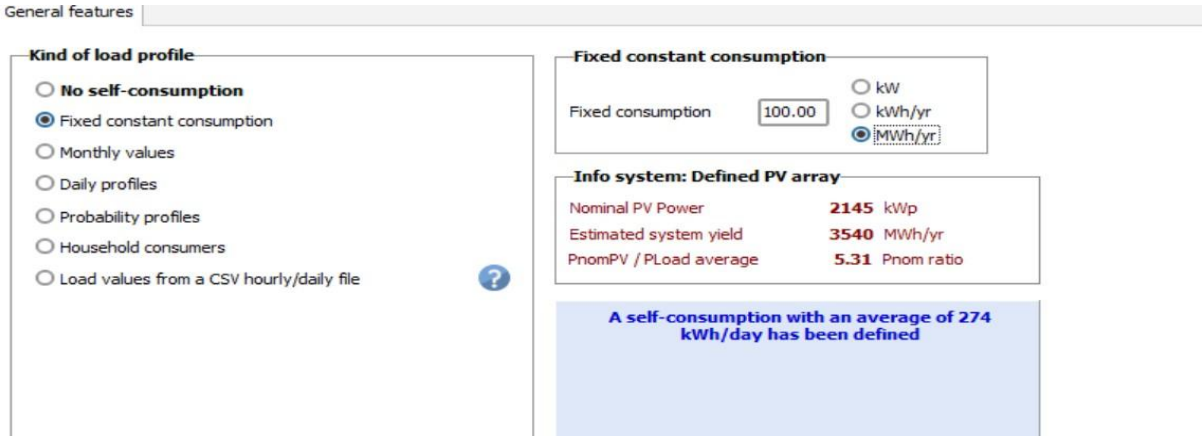 General features
Kind of load profile
No self-consumption
Fixed constant consumption
Monthly values
Daily profiles
Probability profiles
Household consumers
Load values from a CSV hourly/daily file
?
Fixed constant consumption
Fixed consumption 100.00
kW
kWh/yr
MWh/yr
Info system: Defined PV array
Nominal PV Power 2145 kWp
Estimated system yield 3540 MWh/yr
PnomPV / PLoad average 5.31 Pnom ratio
A self-consumption with an average of 274
kWh/day has been defined